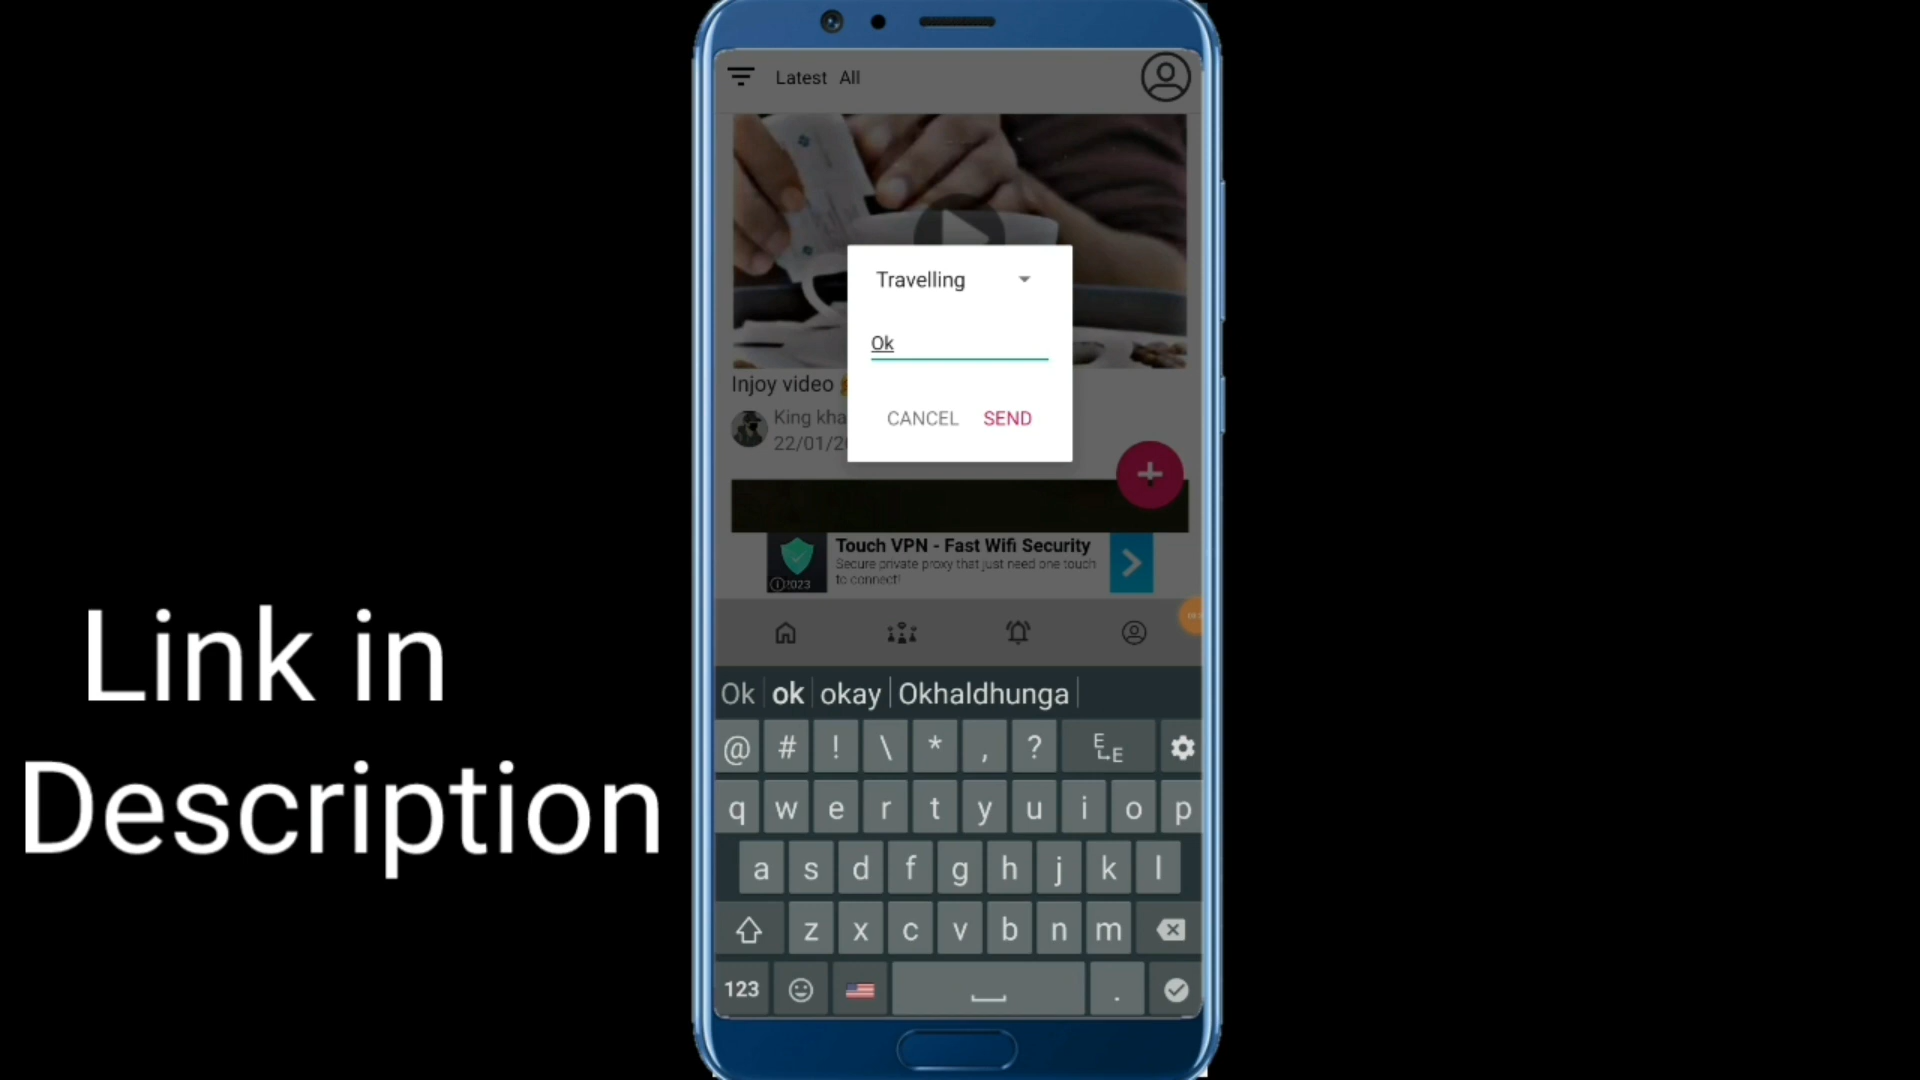 Latest All
Travelling
Ok
Injoy video
King kha
22/01/2
CANCEL SEND
Touch VPN - Fast Wifi Security
Secure private proxy that just need one touch
to connect!
2023
Link in
Description
Ok ok okay Okhaldhunga
@ # ! \ * , ? E E
q w e r t y u i o p
a s d f g h j k l
z x c v b n m
123 .